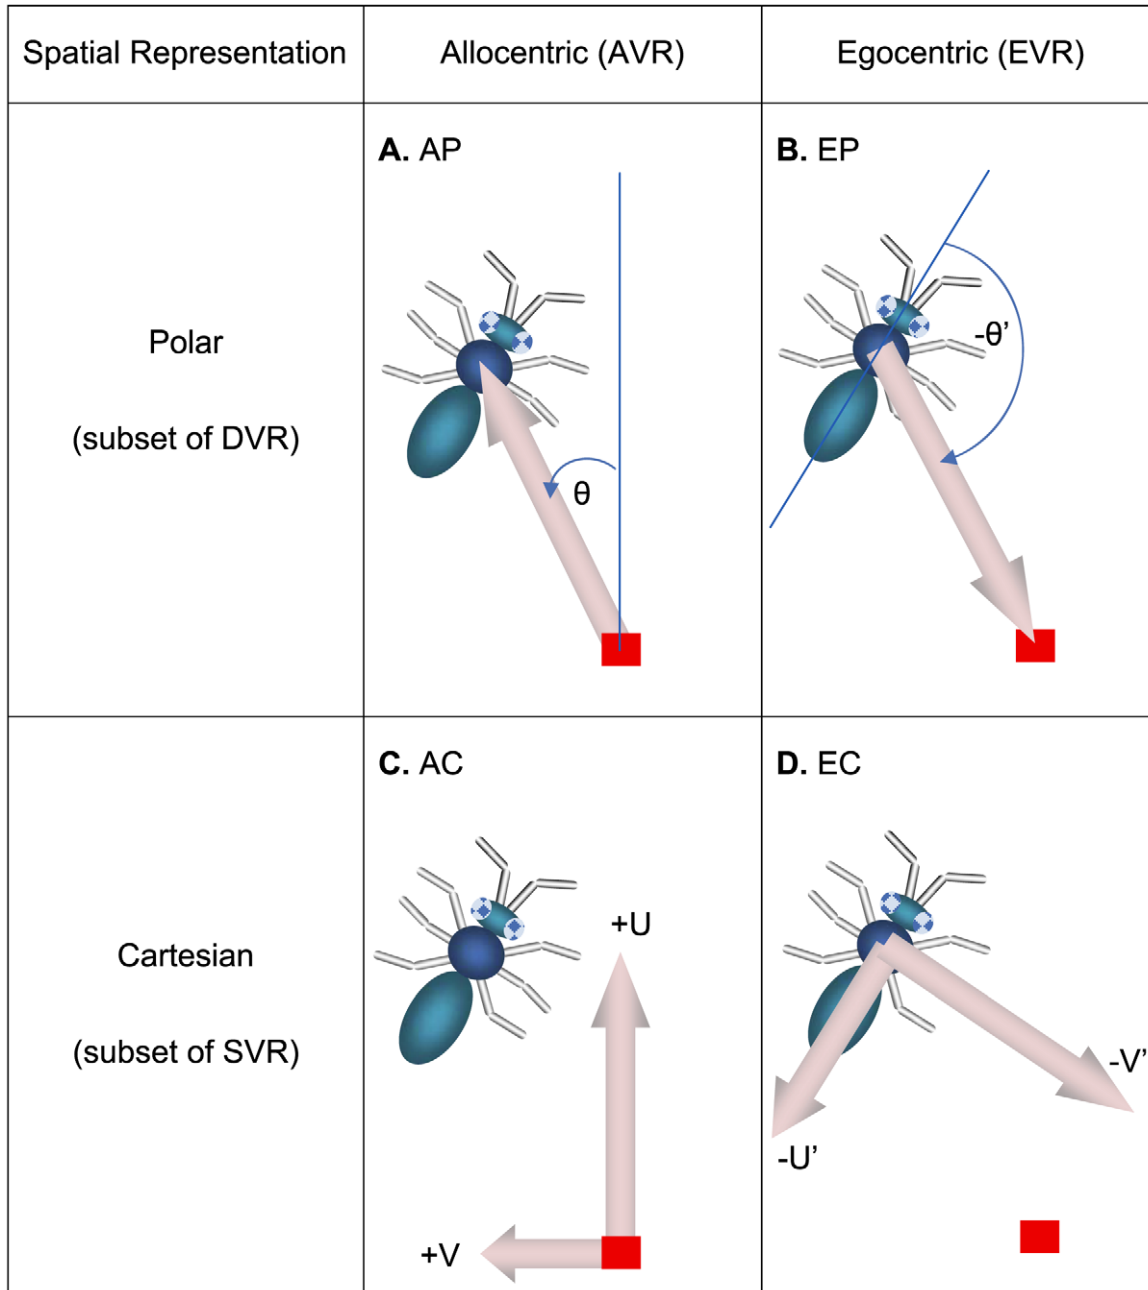 Spatial Representation
Allocentric (AVR)
Egocentric (EVR)
Polar
(subset of DVR)
A. AP
θ
B. EP
-θ’
Cartesian
(subset of SVR)
C. AC
+U
+V
D. EC
-V’
-U’